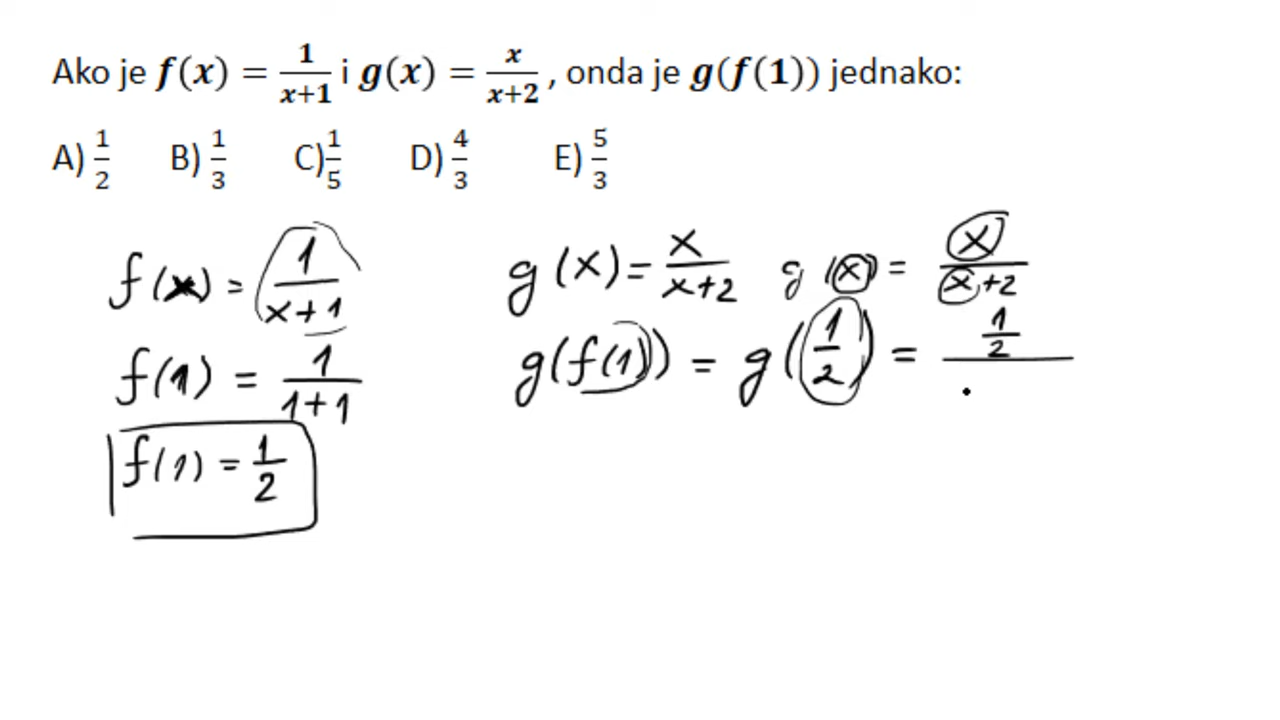 Ako je f(x) = 1/(x+1) i g(x) = x/(x+2), onda je g(f(1)) jednako:
A) 1/2 B) 1/3 C) 1/5 D) 4/3 E) 5/3
f(x) = 1/(x+1)
f(1) = 1/(1+1)
f(1) = 1/2
g(x) = x/(x+2) g(x) = x/(x+2)
g(f(1)) = g(1/2) = 1/2